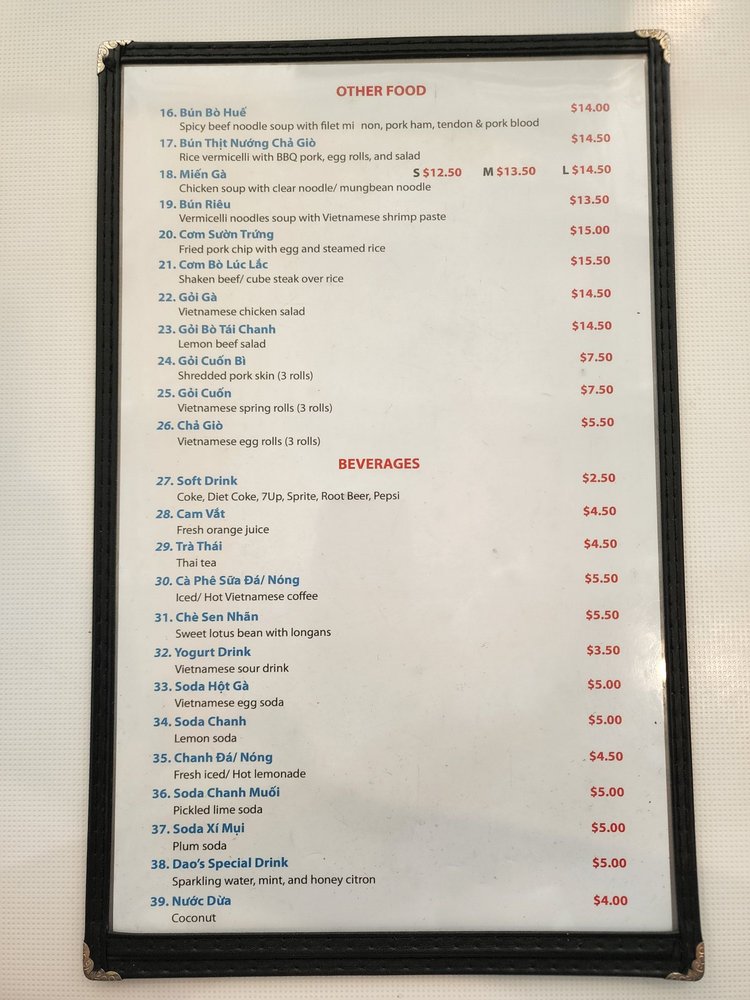 OTHER FOOD
16. Bún Bò Huế $14.00
Spicy beef noodle soup with filet mi non, pork ham, tendon & pork blood
17. Bún Thịt Nướng Chả Giò $14.50
Rice vermicelli with BBQ pork, egg rolls, and salad
18. Miến Gà S $12.50 M $13.50 L $14.50
Chicken soup with clear noodle/ mungbean noodle
19. Bún Riêu $13.50
Vermicelli noodles soup with Vietnamese shrimp paste
20. Cơm Sườn Trứng $15.00
Fried pork chip with egg and steamed rice
21. Cơm Bò Lúc Lắc $15.50
Shaken beef/ cube steak over rice
22. Gỏi Gà $14.50
Vietnamese chicken salad
23. Gỏi Bò Tái Chanh $14.50
Lemon beef salad
24. Gỏi Cuốn Bì $7.50
Shredded pork skin (3 rolls)
25. Gỏi Cuốn $7.50
Vietnamese spring rolls (3 rolls)
26. Chả Giò $5.50
Vietnamese egg rolls (3 rolls)
BEVERAGES
27. Soft Drink $2.50
Coke, Diet Coke, 7Up, Sprite, Root Beer, Pepsi
28. Cam Vắt $4.50
Fresh orange juice
29. Trà Thái $4.50
Thai tea
30. Cà Phê Sữa Đá/ Nóng $5.50
Iced/ Hot Vietnamese coffee
31. Chè Sen Nhãn $5.50
Sweet lotus bean with longans
32. Yogurt Drink $3.50
Vietnamese sour drink
33. Soda Hột Gà $5.00
Vietnamese egg soda
34. Soda Chanh $5.00
Lemon soda
35. Chanh Đá/ Nóng $4.50
Fresh iced/ Hot lemonade
36. Soda Chanh Muối $5.00
Pickled lime soda
37. Soda Xí Mụi $5.00
Plum soda
38. Dao's Special Drink $5.00
Sparkling water, mint, and honey citron
39. Nước Dừa $4.00
Coconut